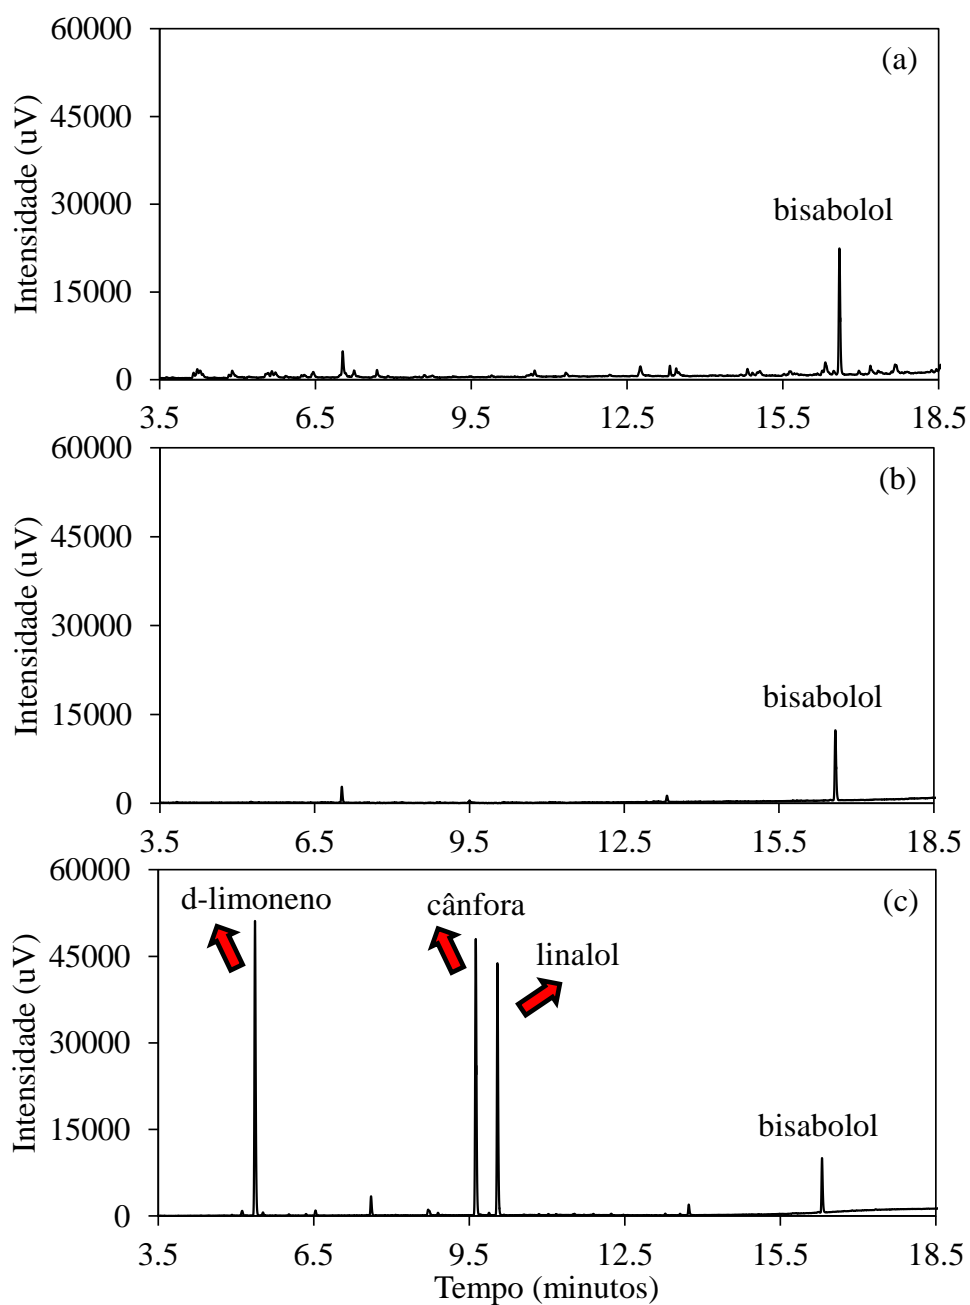 60000
(a)
45000
Intensidade (uV)
30000
bisabolol
15000
0
3.5 6.5 9.5 12.5 15.5 18.5
60000
(b)
45000
Intensidade (uV)
30000
bisabolol
15000
0
3.5 6.5 9.5 12.5 15.5 18.5
60000
d-limoneno cânfora (c)
linalol
45000
Intensidade (uV)
30000
15000
bisabolol
0
3.5 6.5 9.5 12.5 15.5 18.5
Tempo (minutos)